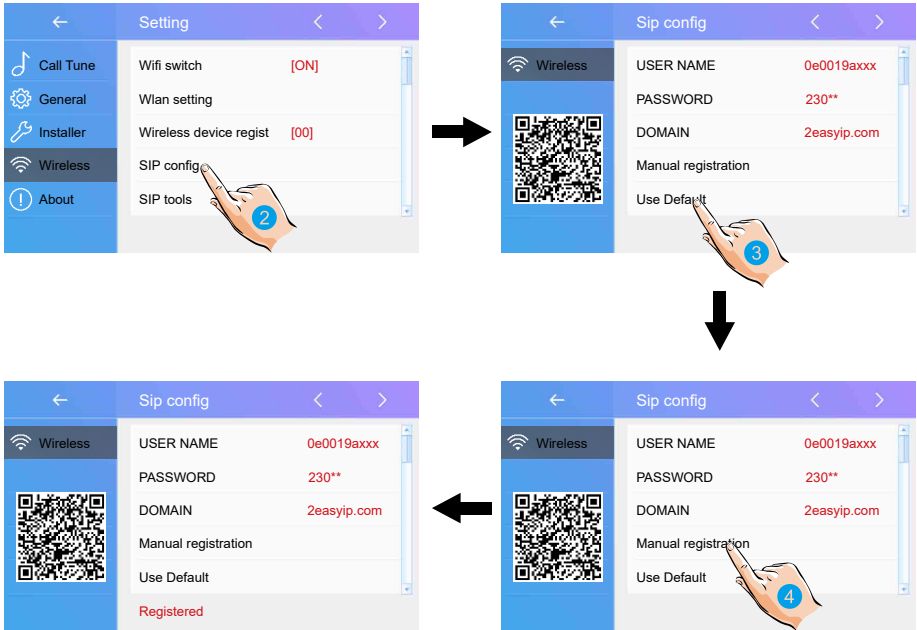 Setting
Call Tune
General
Installer
Wireless
About
Wifi switch [ON]
Wlan setting
Wireless device regist [00]
SIP config
SIP tools
2
Sip config
Wireless
USER NAME 0e0019axxx
PASSWORD 230**
DOMAIN 2easyip.com
Manual registration
Use Default
3
Sip config
Wireless
USER NAME 0e0019axxx
PASSWORD 230**
DOMAIN 2easyip.com
Manual registration
Use Default
4
Sip config
Wireless
USER NAME 0e0019axxx
PASSWORD 230**
DOMAIN 2easyip.com
Manual registration
Use Default
Registered